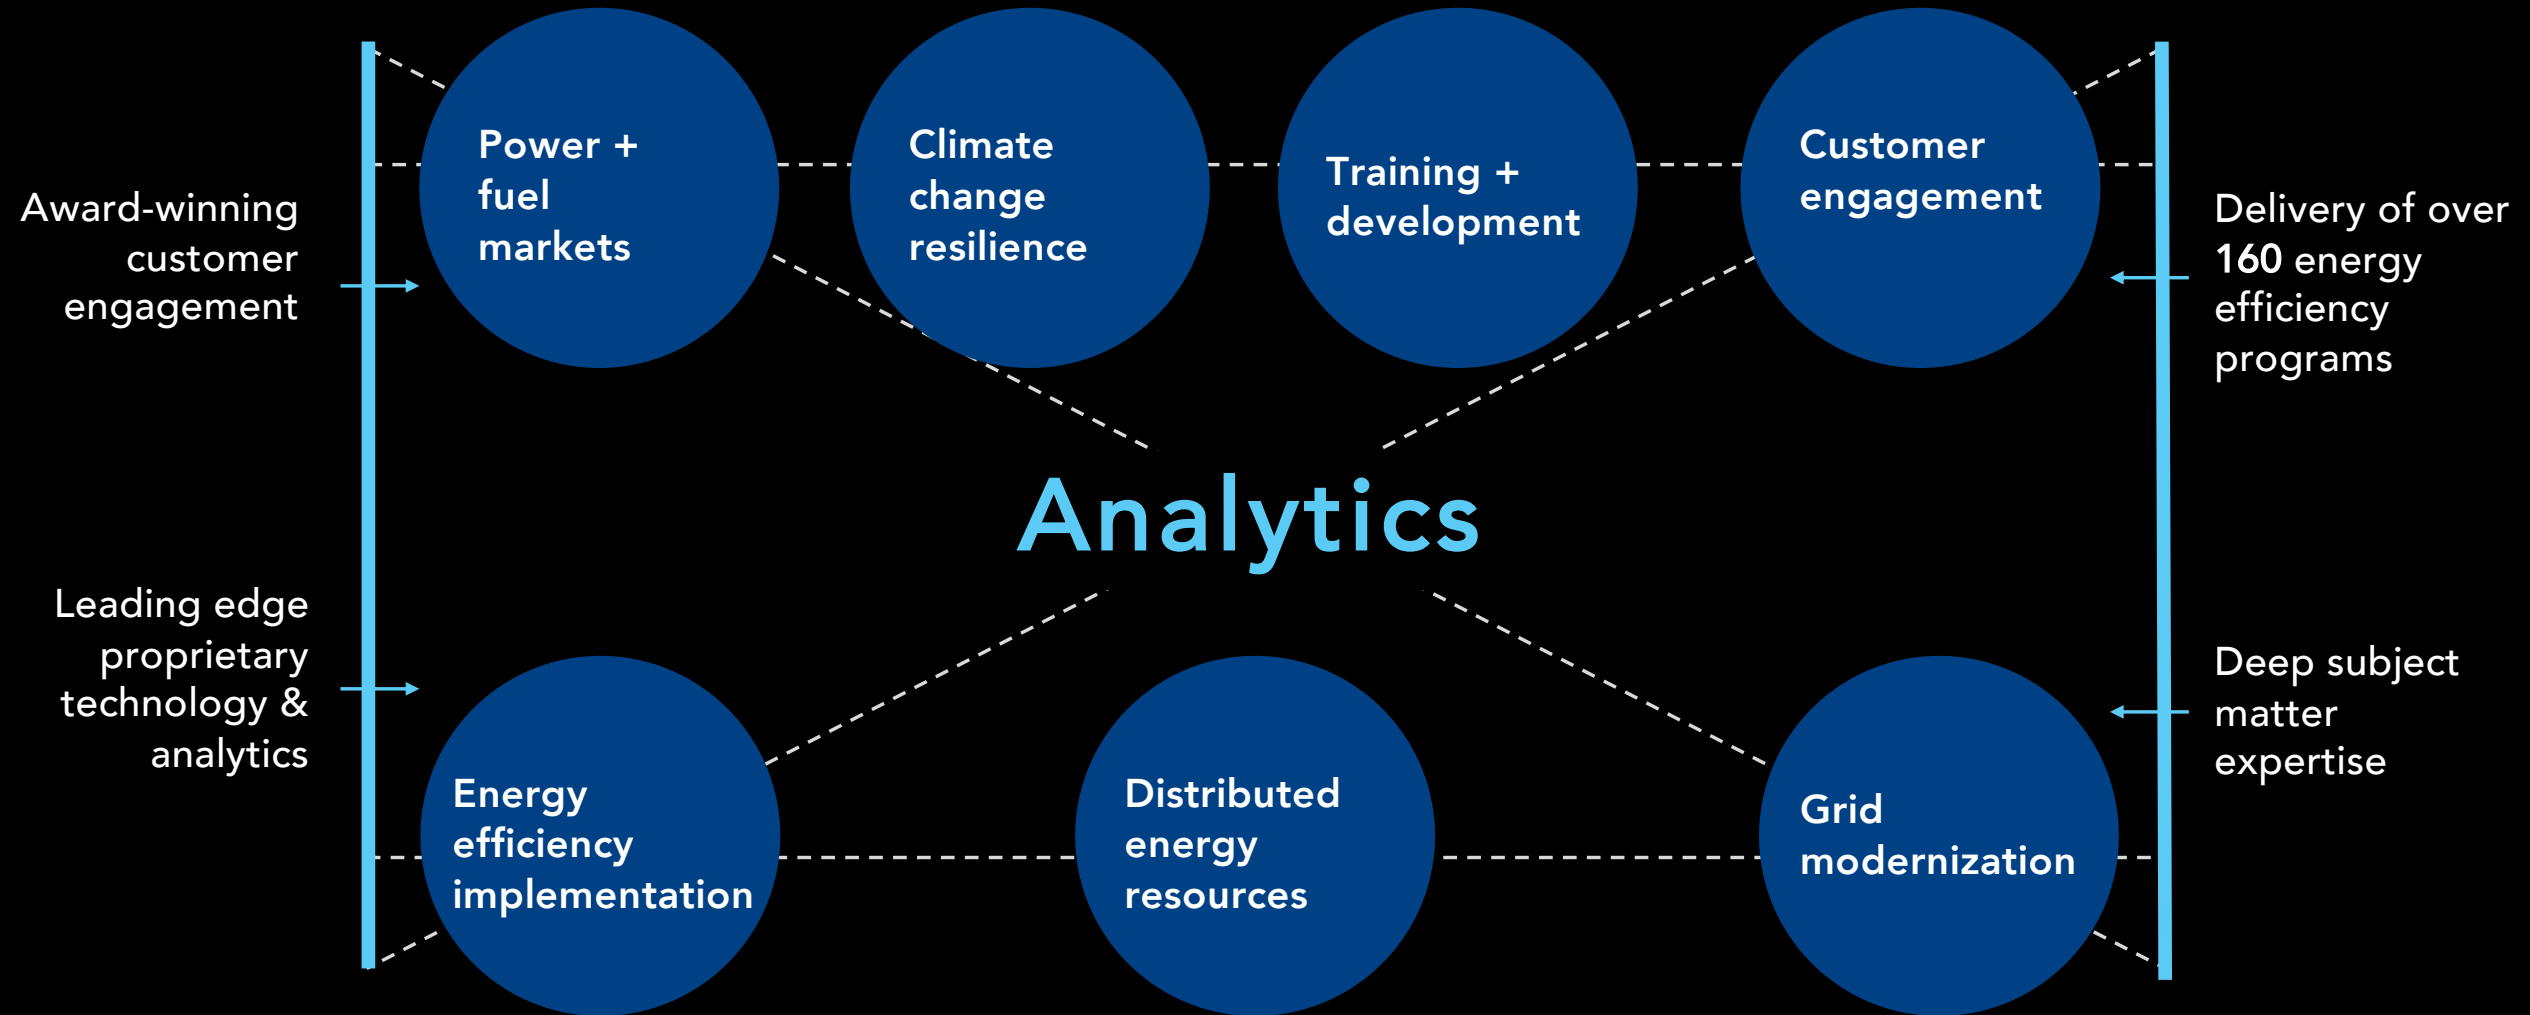 Award-winning
customer
engagement
Leading edge
proprietary
technology &
analytics
Power +
fuel
markets
Climate
change
resilience
Training +
development
Customer
engagement
Analytics
Energy
efficiency
implementation
Distributed
energy
resources
Grid
modernization
Delivery of over
160 energy
efficiency
programs
Deep subject
matter
expertise